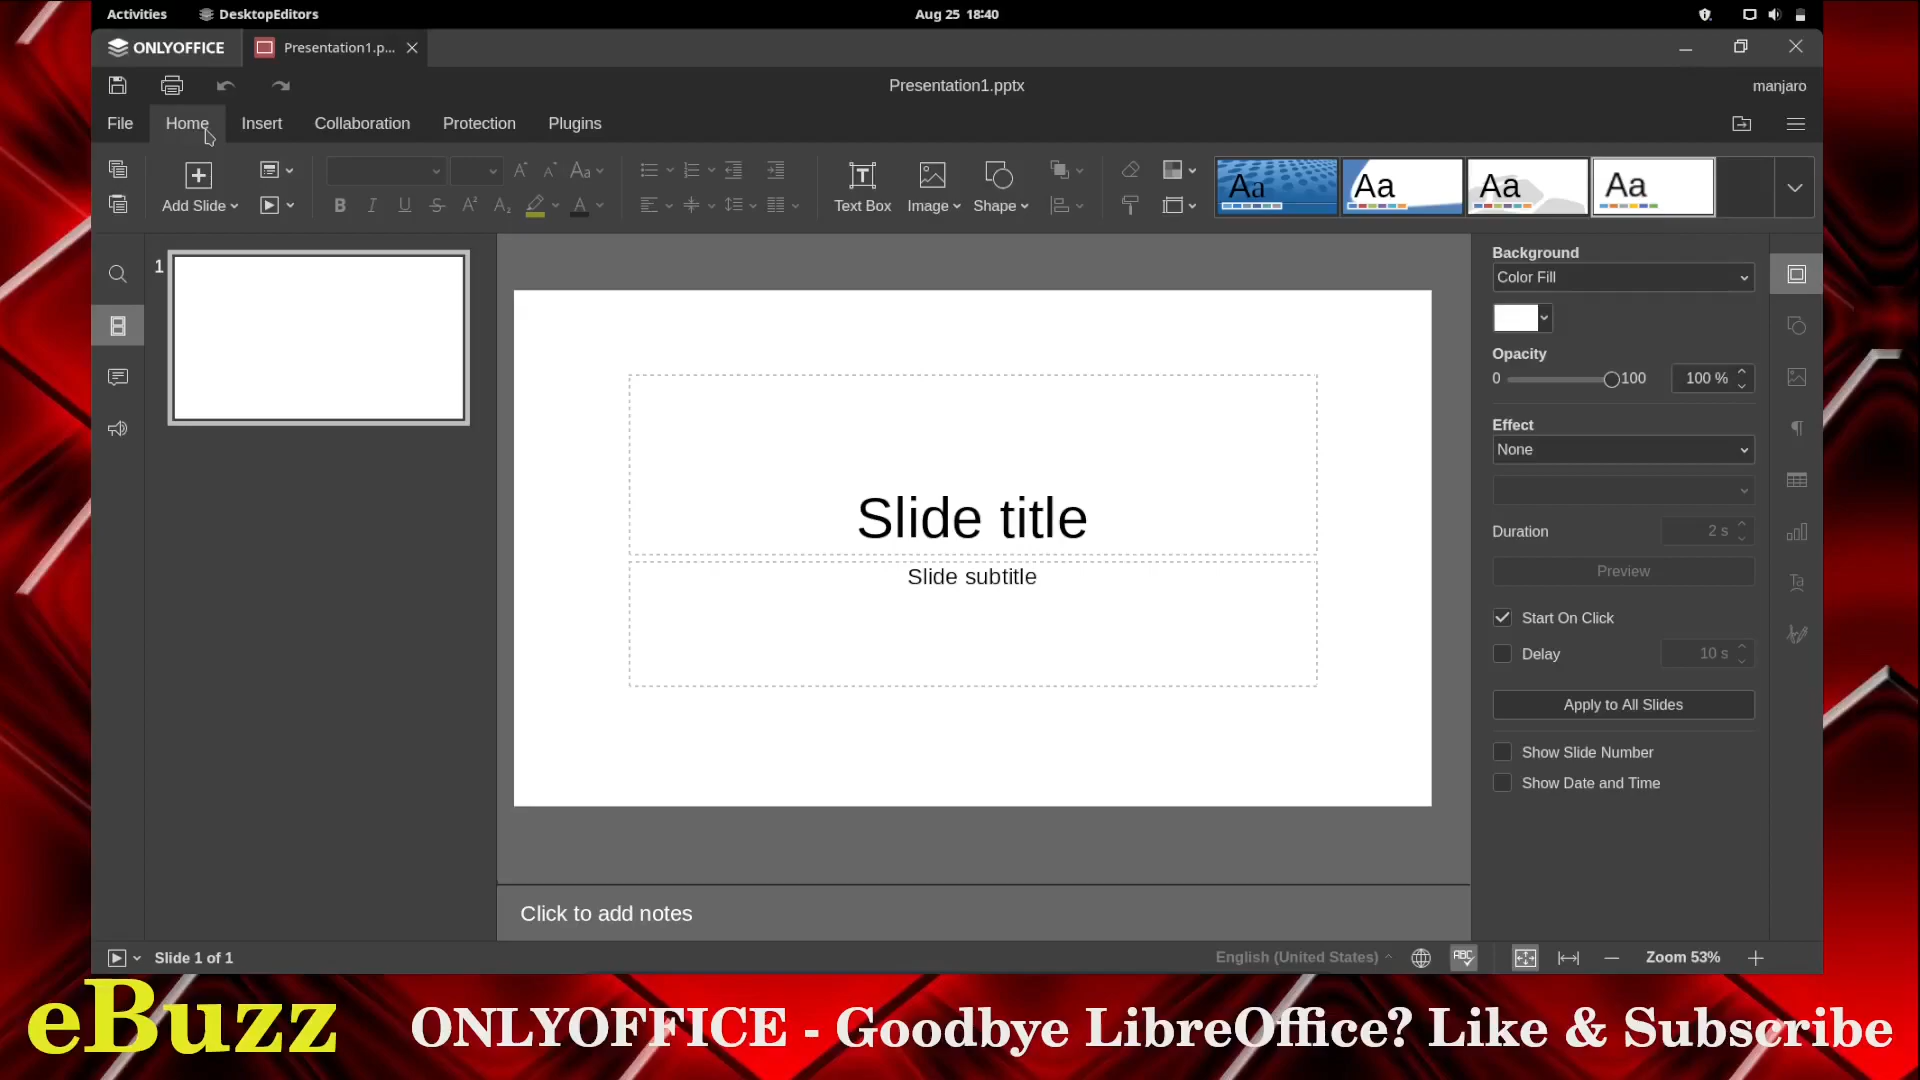 Activities DesktopEditors Aug 25 18:40
ONLYOFFICE Presentation1.p...
Presentation1.pptx manjaro
File Home Insert Collaboration Protection Plugins
Add Slide Text Box Image Shape
Aa Aa Aa Aa
1
Slide title
Slide subtitle
Click to add notes
Background
Color Fill
Opacity
0 100 100 %
Effect
None
Duration 2 s
Preview
Start On Click
Delay 10 s
Apply to All Slides
Show Slide Number
Show Date and Time
Slide 1 of 1 English (United States) Zoom 53%
eBuzz ONLYOFFICE - Goodbye LibreOffice? Like & Subscribe